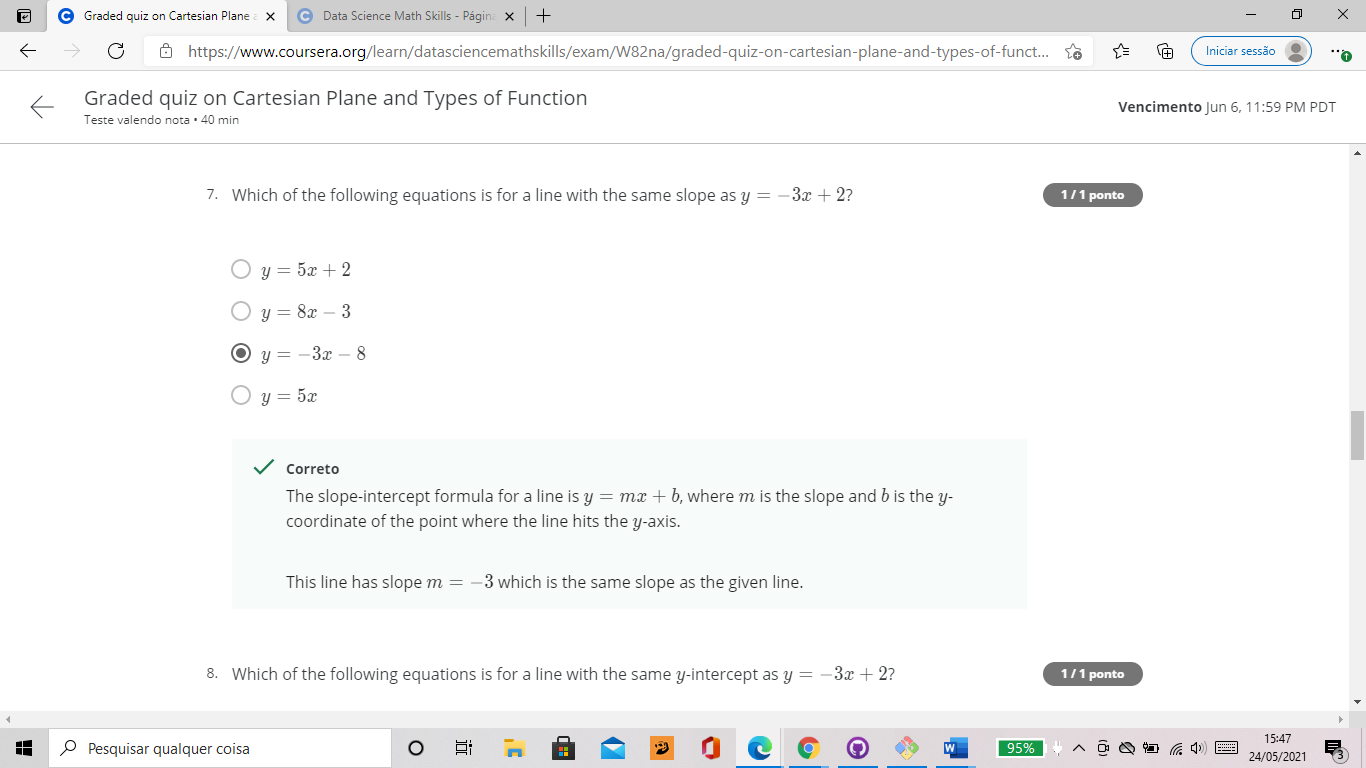 Graded quiz on Cartesian Plane a
Data Science Math Skills - Págin
https://www.coursera.org/learn/datasciencemathskills/exam/W82na/graded-quiz-on-cartesian-plane-and-types-of-funct...
Iniciar sessão
Graded quiz on Cartesian Plane and Types of Function
Teste valendo nota • 40 min
Vencimento Jun 6, 11:59 PM PDT
7. Which of the following equations is for a line with the same slope as y = −3x + 2?
1 / 1 ponto
y = 5x + 2
y = 8x − 3
y = −3x − 8
y = 5x
Correto
The slope-intercept formula for a line is y = mx + b, where m is the slope and b is the y-
coordinate of the point where the line hits the y-axis.
This line has slope m = −3 which is the same slope as the given line.
8. Which of the following equations is for a line with the same y-intercept as y = −3x + 2?
1 / 1 ponto
Pesquisar qualquer coisa
95%
15:47
24/05/2021
3